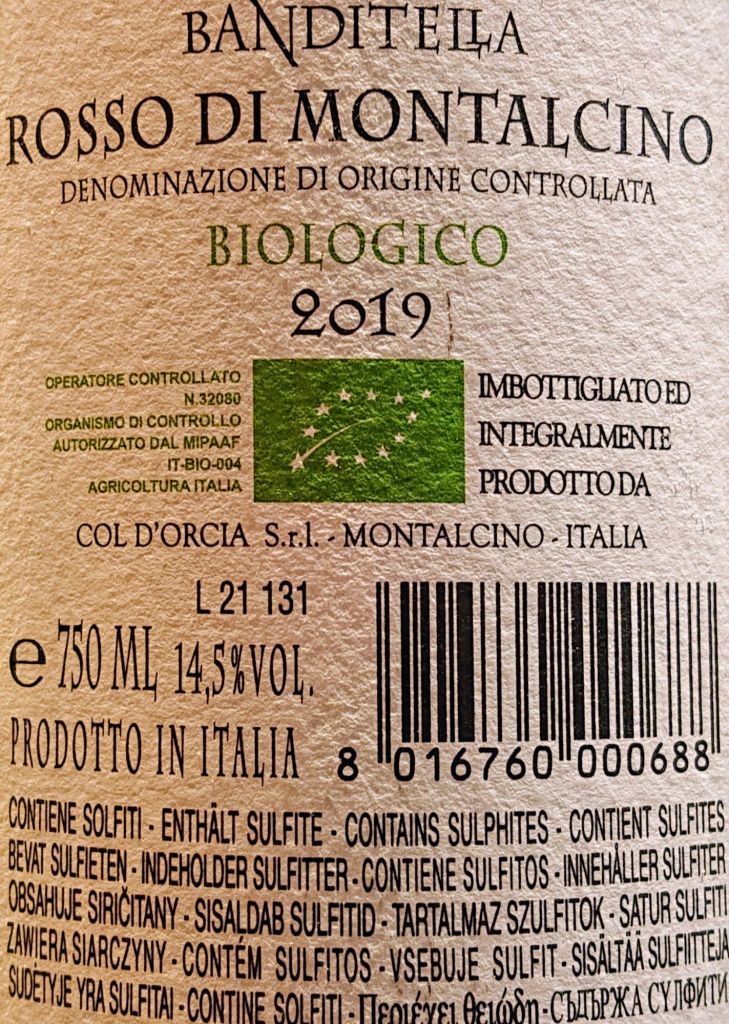 BANDITELLA
ROSSO DI MONTALCINO
DENOMINAZIONE DI ORIGINE CONTROLLATA
BIOLOGICO
2019
OPERATORE CONTROLLATO
N.32080
ORGANISMO DI CONTROLLO
AUTORIZZATO DAL MIPAAF
IT-BIO-004
AGRICOLTURA ITALIA
IMBOTTIGLIATO ED
INTEGRALMENTE
PRODOTTO DA
COL D'ORCIA S.r.l. - MONTALCINO - ITALIA
L 21 131
e 750 ML 14,5%VOL.
PRODOTTO IN ITALIA
8 016760 000688
CONTIENE SOLFITI - ENTHÄLT SULFITE - CONTAINS SULPHITES - CONTIENT SULFITES
BEVAT SULFIETEN - INDEHOLDER SULFITTER - CONTIENE SULFITOS - INNEHÅLLER SULFITER
OBSAHUJE SIRIČITANY - SISALDAB SULFITID - TARTALMAZ SZULFITOK - SATUR SULFITI
ZAWIERA SIARCZYNY - CONTÉM SULFITOS - VSEBUJE SULFIT - SISÄLTÄÄ SULFIITTEJA
SUDETYJE YRA SULFITAI - CONTINE SOLFITI - Περιέχει θειώδη - СЪДЪРЖА СУЛФИТИ